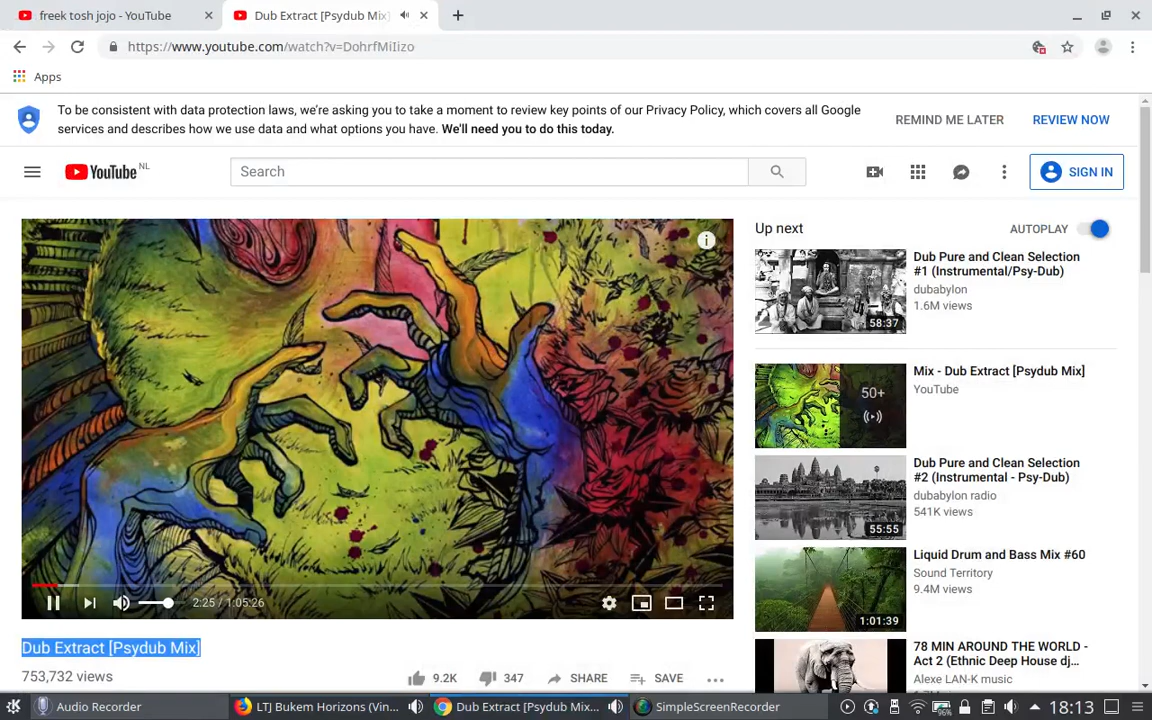 freek tosh jojo - YouTube
Dub Extract [Psydub Mix]
https://www.youtube.com/watch?v=DohrfMiIizo
Apps
To be consistent with data protection laws, we're asking you to take a moment to review key points of our Privacy Policy, which covers all Google
services and describes how we use data and what options you have. We'll need you to do this today.
REMIND ME LATER
REVIEW NOW
YouTube NL
Search
SIGN IN
Up next
AUTOPLAY
Dub Pure and Clean Selection
#1 (Instrumental/Psy-Dub)
dubabylon
1.6M views
58:37
Mix - Dub Extract [Psydub Mix]
YouTube
50+
Dub Pure and Clean Selection
#2 (Instrumental - Psy-Dub)
dubabylon radio
541K views
55:55
Liquid Drum and Bass Mix #60
Sound Territory
9.4M views
1:01:39
78 MIN AROUND THE WORLD -
Act 2 (Ethnic Deep House dj...
Alexe LAN-K music
2:25 / 1:05:26
Dub Extract [Psydub Mix]
753,732 views
9.2K
347
SHARE
SAVE
Audio Recorder
LTJ Bukem Horizons (Vin...
Dub Extract [Psydub Mix...
SimpleScreenRecorder
96%
18:13